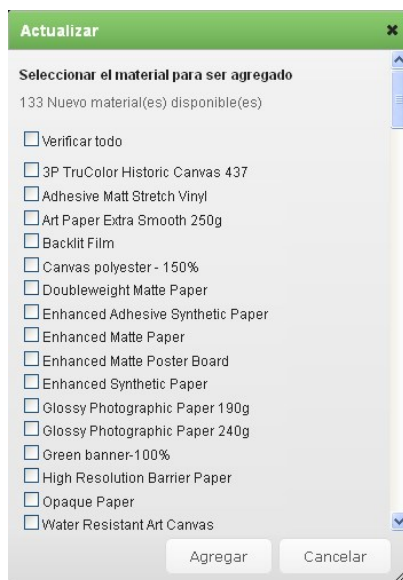 Actualizar
Seleccionar el material para ser agregado
133 Nuevo material(es) disponible(es)
Verificar todo
3P TruColor Historic Canvas 437
Adhesive Matt Stretch Vinyl
Art Paper Extra Smooth 250g
Backlit Film
Canvas polyester - 150%
Doubleweight Matte Paper
Enhanced Adhesive Synthetic Paper
Enhanced Matte Paper
Enhanced Matte Poster Board
Enhanced Synthetic Paper
Glossy Photographic Paper 190g
Glossy Photographic Paper 240g
Green banner-100%
High Resolution Barrier Paper
Opaque Paper
Water Resistant Art Canvas
Agregar Cancelar